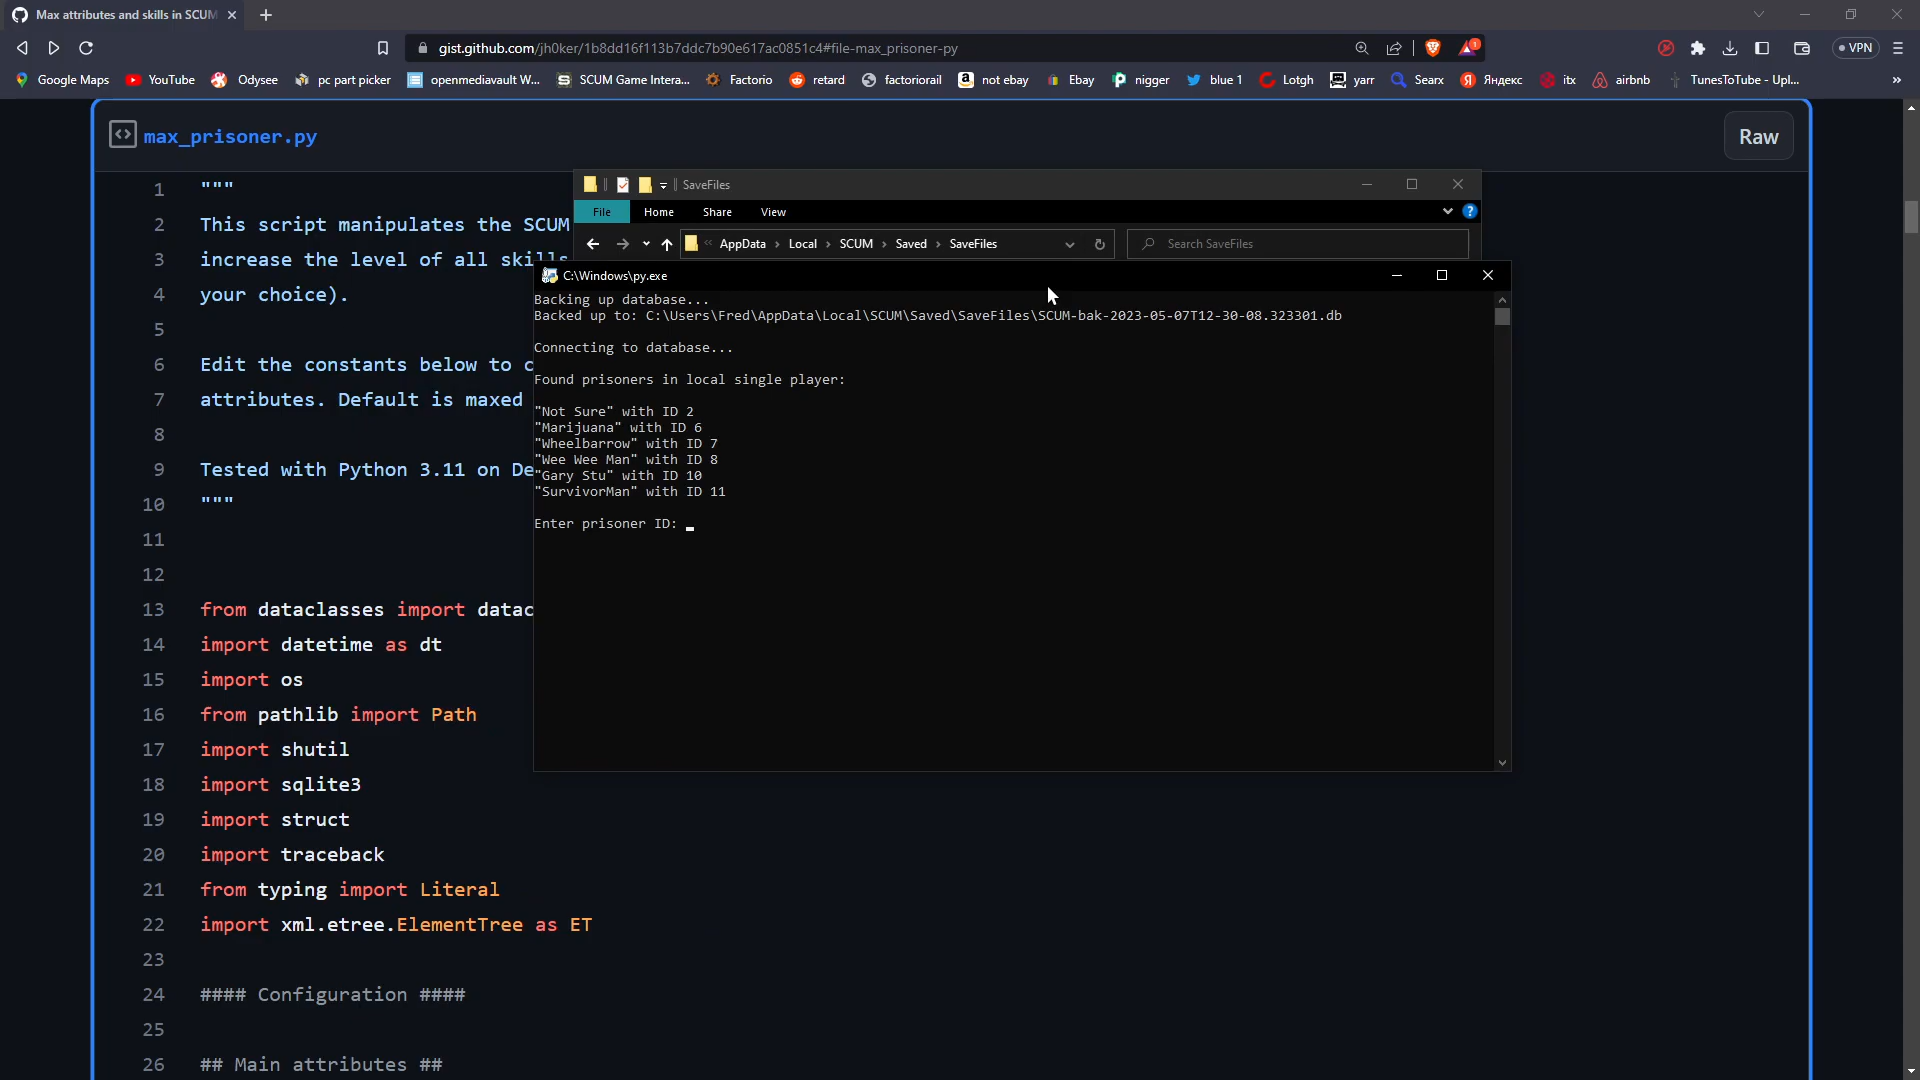 Max attributes and skills in SCUM
gist.github.com/jh0ker/1b8dd16f113b7ddc7b90e617ac0851c4#file-max_prisoner-py
1
VPN
Google Maps YouTube Odysee pc part picker openmediavault W... SCUM Game Intera... Factorio retard factoriorail not ebay Ebay nigger blue 1 Lotgh yarr Searx Яндекс itx airbnb TunesToTube - Upl...
max_prisoner.py
Raw
SaveFiles
File Home Share View
AppData Local SCUM Saved SaveFiles
Search SaveFiles
C:\Windows\py.exe
Backing up database...
Backed up to: C:\Users\Fred\AppData\Local\SCUM\Saved\SaveFiles\SCUM-bak-2023-05-07T12-30-08.323301.db
Connecting to database...
Found prisoners in local single player:
"Not Sure" with ID 2
"Marijuana" with ID 6
"Wheelbarrow" with ID 7
"Wee Wee Man" with ID 8
"Gary Stu" with ID 10
"SurvivorMan" with ID 11
Enter prisoner ID:
1 """
2 This script manipulates the SCUM
3 increase the level of all skills
4 your choice).
5
6 Edit the constants below to c
7 attributes. Default is maxed
8
9 Tested with Python 3.11 on De
10 """
11
12
13 from dataclasses import datac
14 import datetime as dt
15 import os
16 from pathlib import Path
17 import shutil
18 import sqlite3
19 import struct
20 import traceback
21 from typing import Literal
22 import xml.etree.ElementTree as ET
23
24 #### Configuration ####
25
26 ## Main attributes ##